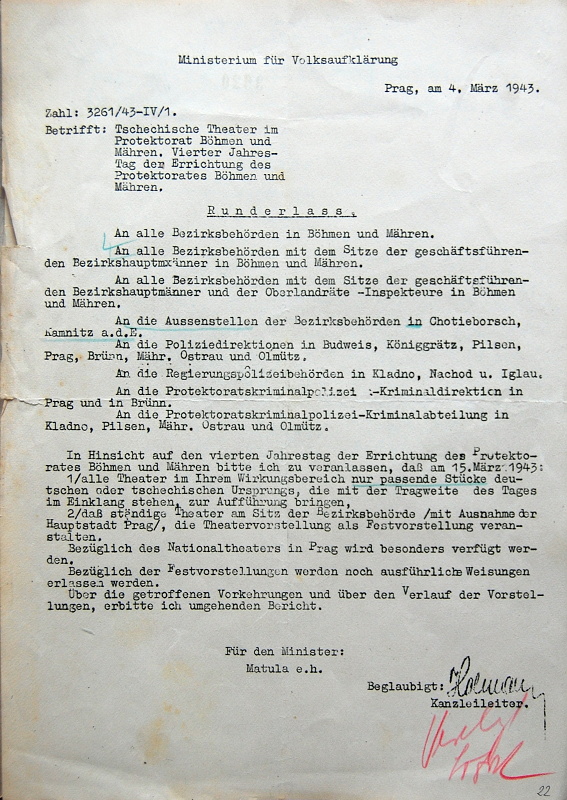 Ministerium für Volksaufklärung
Prag, am 4. März 1943.
Zahl: 3261/43-IV/1.
Betrifft: Tschechische Theater im
Protektorat Böhmen und
Mähren. Vierter Jahres-
Tag der Errichtung des
Protektorates Böhmen und
Mähren.
Runderlass.
An alle Bezirksbehörden in Böhmen und Mähren.
An alle Bezirksbehörden mit dem Sitze der geschäftsführen-
den Bezirkshauptmxänner in Böhmen und Mähren.
An alle Bezirksbehörden mit dem Sitze der geschäftsführen-
den Bezirkshauptmänner und der Oberlandräte -Inspekteure in Böhmen
und Mähren.
An die Aussenstellen der Bezirksbehörden in Chotieborsch,
Kamnitz a.d.E.
An die Poliziedirektionen in Budweis, Königgrätz, Pilsen,
Prag, Brünn, Mähr. Ostrau und Olmütz.
An die Regierungspolizeibehörden in Kladno, Nachod u. Iglau.
An die Protektoratskriminalpolizei -Kriminaldirektion in
Prag und in Brünn.
An die Protektoratskriminalpolizei-Kriminalabteilung in
Kladno, Pilsen, Mähr. Ostrau und Olmütz.
In Hinsicht auf den vierten Jahrestag der Errichtung des Protekto-
rates Böhmen und Mähren bitte ich zu veranlassen, daß am 15.März 1943:
1/alle Theater im Ihrem Wirkungsbereich nur passende Stücke deu-
tschen oder tschechischen Ursprungs, die mit der Tragweite des Tages
im Einklang stehen, zur Aufführung bringen,
2/daß ständige Theater am Sitz der Bezirksbehörde /mit Ausnahme der
Hauptstadt Prag/, die Theatervorstellung als Festvorstellung veran-
stalten.
Bezüglich des Nationaltheaters in Prag wird besonders verfügt wer-
den.
Bezüglich der Festvorstellungen werden noch ausführliche Weisungen
erlassen werden.
Über die getroffenen Vorkehrungen und über den Verlauf der Vorstel-
lungen, erbitte ich umgehenden Bericht.
Für den Minister:
Matula e.h.
Beglaubigt:
Kanzleileiter.
22